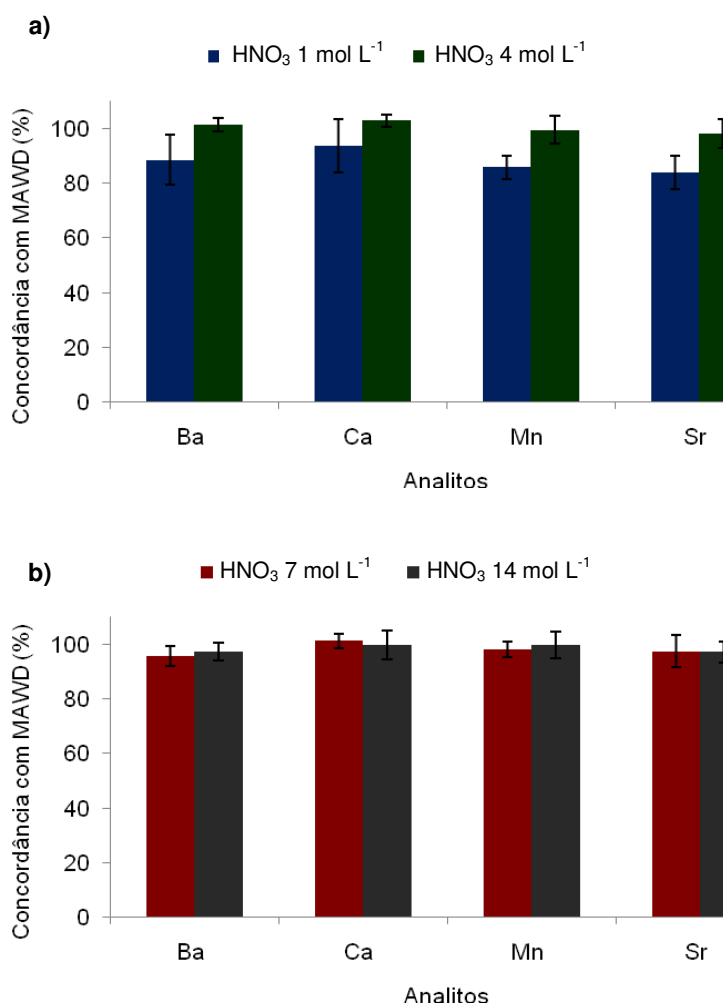 a)
HNO₃ 1 mol L⁻¹ HNO₃ 4 mol L⁻¹
Concordância com MAWD (%)
100
80
60
40
20
0
Ba Ca Mn Sr
Analitos
b)
HNO₃ 7 mol L⁻¹ HNO₃ 14 mol L⁻¹
Concordância com MAWD (%)
100
80
60
40
20
0
Ba Ca Mn Sr
Analitos